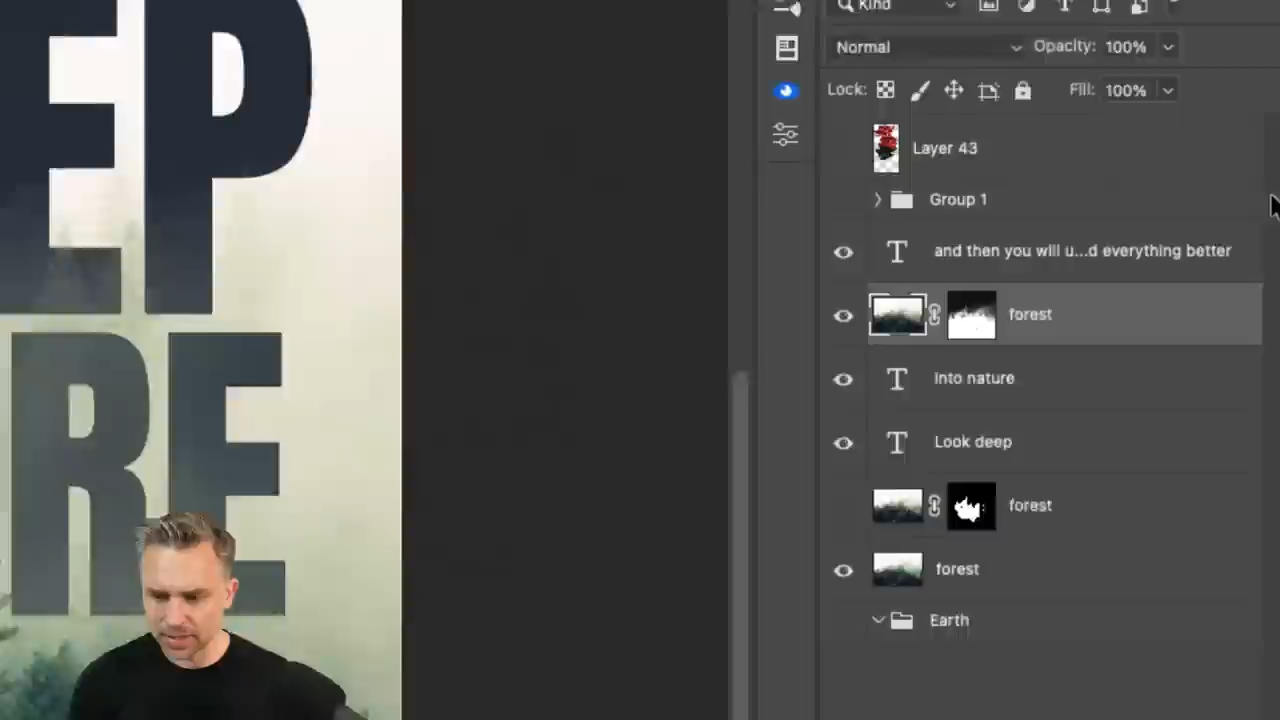 EP
RE
Kind
Normal Opacity: 100%
Lock: Fill: 100%
Layer 43
Group 1
and then you will u...d everything better
forest
Into nature
Look deep
forest
forest
Earth